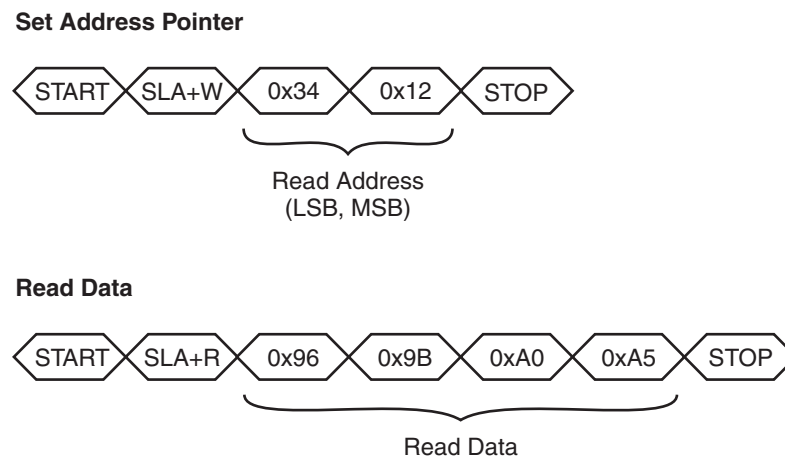 Set Address Pointer
START SLA+W 0x34 0x12 STOP
Read Address
(LSB, MSB)
Read Data
START SLA+R 0x96 0x9B 0xA0 0xA5 STOP
Read Data